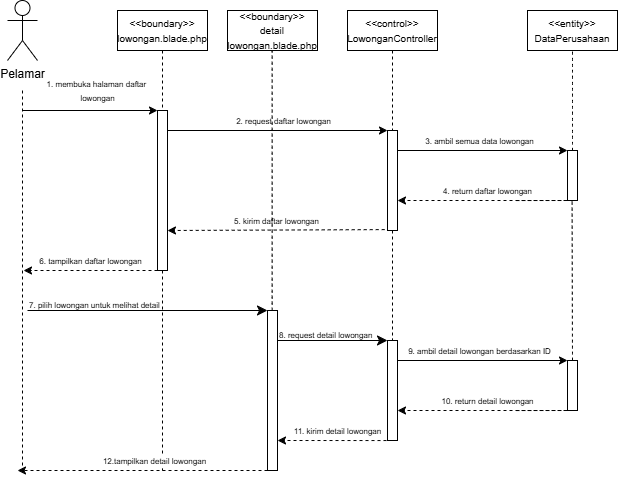 <<boundary>>
lowongan.blade.php
<<boundary>>
detail
lowongan.blade.php
<<control>>
LowonganController
<<entity>>
DataPerusahaan
Pelamar
1. membuka halaman daftar
lowongan
2. request daftar lowongan
3. ambil semua data lowongan
4. return daftar lowongan
5. kirim daftar lowongan
6. tampilkan daftar lowongan
7. pilih lowongan untuk melihat detail
8. request detail lowongan
9. ambil detail lowongan berdasarkan ID
10. return detail lowongan
11. kirim detail lowongan
12.tampilkan detail lowongan